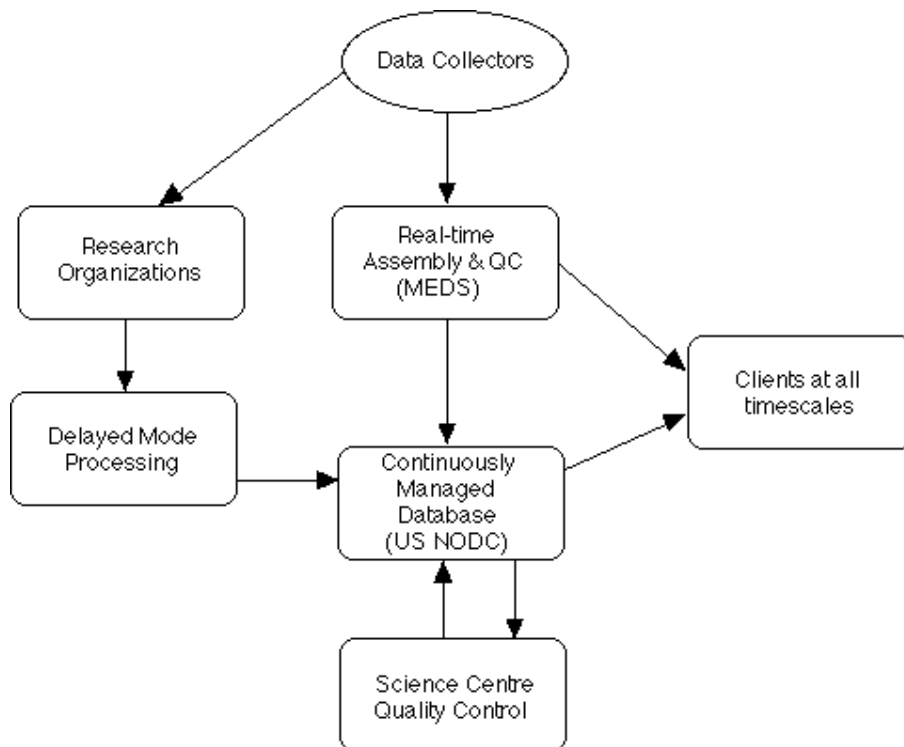 Data Collectors
Research
Organizations
Real-time
Assembly & QC
(MEDS)
Clients at all
timescales
Delayed Mode
Processing
Continuously
Managed
Database
(US NODC)
Science Centre
Quality Control